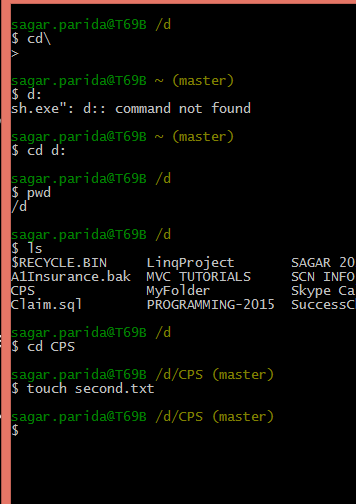 sagar.parida@T69B /d
$ cd\
>
sagar.parida@T69B ~ (master)
$ d:
sh.exe": d:: command not found
sagar.parida@T69B ~ (master)
$ cd d:
sagar.parida@T69B /d
$ pwd
/d
sagar.parida@T69B /d
$ ls
$RECYCLE.BIN LinqProject SAGAR 20
A1Insurance.bak MVC TUTORIALS SCN INFO
CPS MyFolder Skype Ca
Claim.sql PROGRAMMING-2015 SuccessC
sagar.parida@T69B /d
$ cd CPS
sagar.parida@T69B /d/CPS (master)
$ touch second.txt
sagar.parida@T69B /d/CPS (master)
$